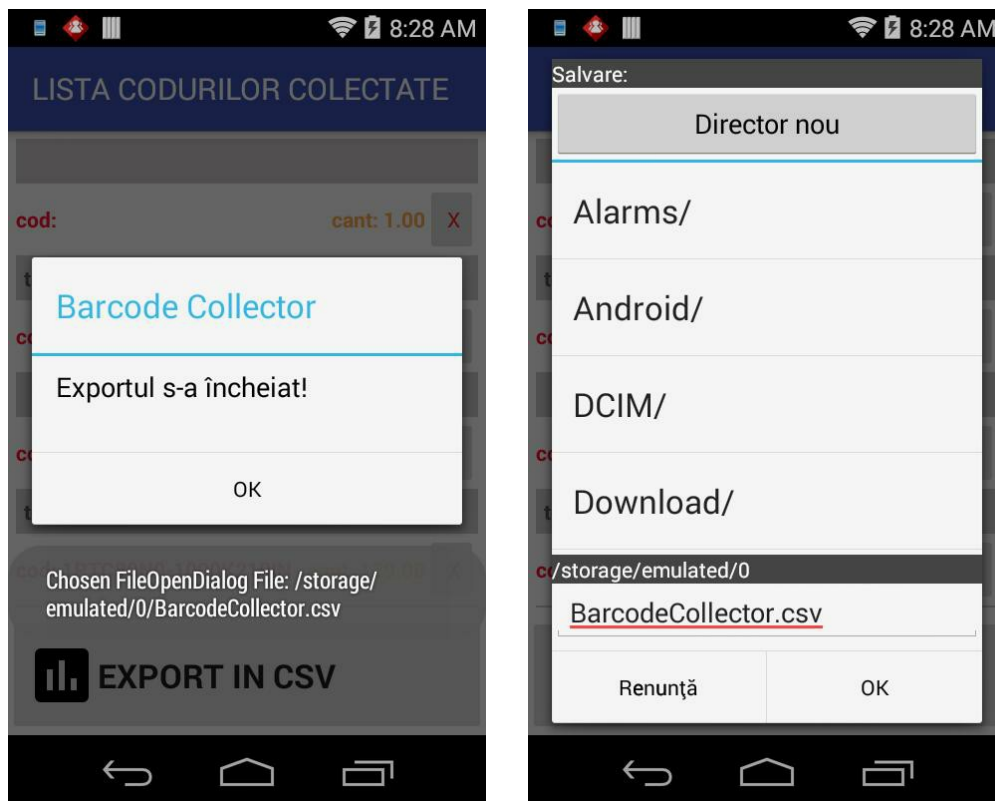 8:28 AM
LISTA CODURILOR COLECTATE
cod:
cant: 1.00 X
Barcode Collector
Exportul s-a încheiat!
OK
Chosen FileOpenDialog File: /storage/
emulated/0/BarcodeCollector.csv
EXPORT IN CSV
8:28 AM
Salvare:
Director nou
Alarms/
Android/
DCIM/
Download/
/storage/emulated/0
BarcodeCollector.csv
Renunţă
OK